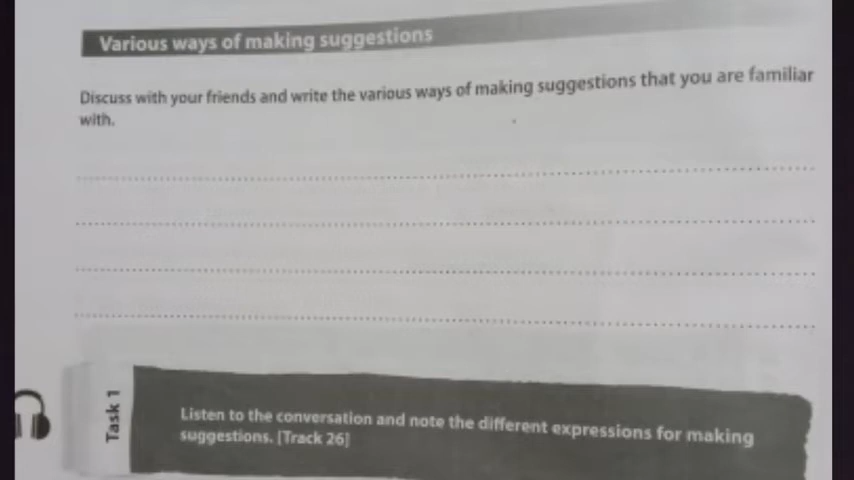 Various ways of making suggestions
Discuss with your friends and write the various ways of making suggestions that you are familiar
with.
Task 1
Listen to the conversation and note the different expressions for making
suggestions. [Track 26]